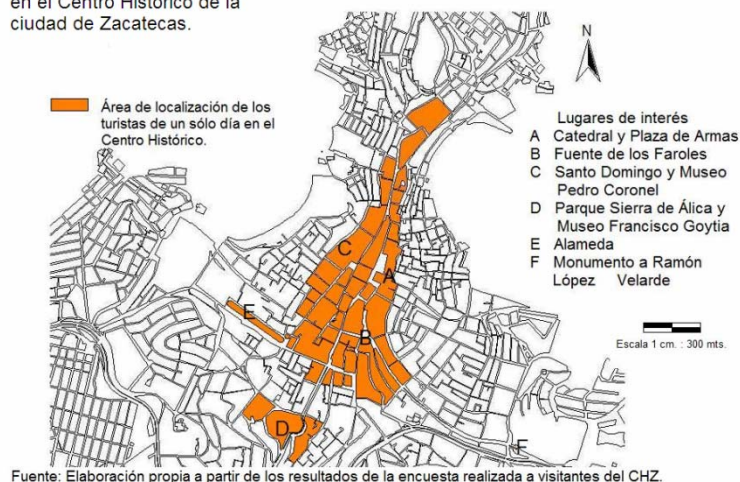 en el Centro Histórico de la
ciudad de Zacatecas.
N
Área de localización de los
turistas de un sólo día en el
Centro Histórico.
Lugares de interés
A Catedral y Plaza de Armas
B Fuente de los Faroles
C Santo Domingo y Museo
Pedro Coronel
D Parque Sierra de Álica y
Museo Francisco Goytia
E Alameda
F Monumento a Ramón
López Velarde
C
A
E
B
Escala 1 cm. : 300 mts.
D
F
Fuente: Elaboración propia a partir de los resultados de la encuesta realizada a visitantes del CHZ.